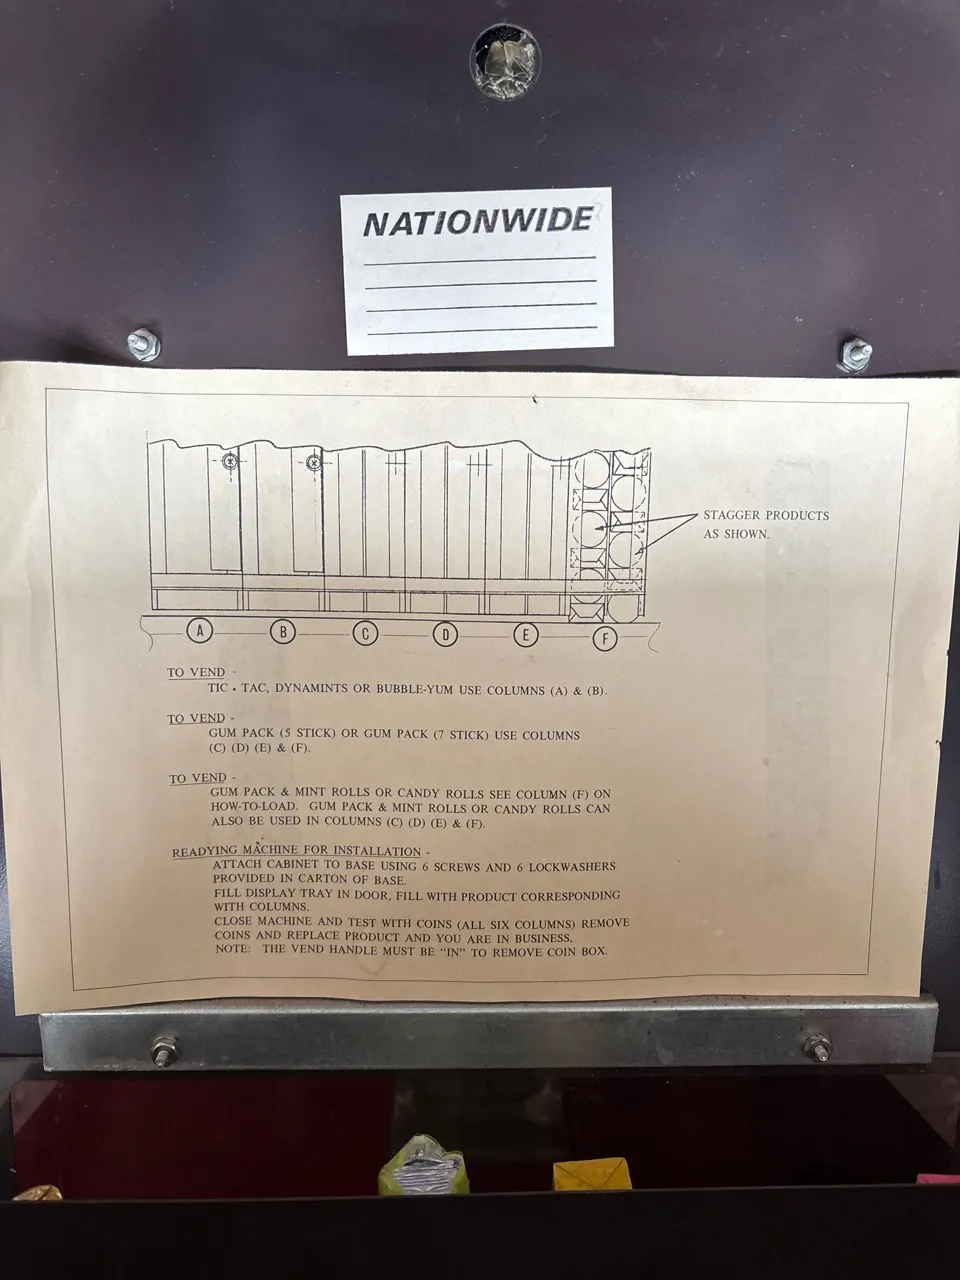 NATIONWIDE
STAGGER PRODUCTS
AS SHOWN.
A B C D E F
TO VEND -
TIC • TAC, DYNAMINTS OR BUBBLE-YUM USE COLUMNS (A) & (B).
TO VEND -
GUM PACK (5 STICK) OR GUM PACK (7 STICK) USE COLUMNS
(C) (D) (E) & (F).
TO VEND -
GUM PACK & MINT ROLLS OR CANDY ROLLS SEE COLUMN (F) ON
HOW-TO-LOAD. GUM PACK & MINT ROLLS OR CANDY ROLLS CAN
ALSO BE USED IN COLUMNS (C) (D) (E) & (F).
READYING MACHINE FOR INSTALLATION -
ATTACH CABINET TO BASE USING 6 SCREWS AND 6 LOCKWASHERS
PROVIDED IN CARTON OF BASE.
FILL DISPLAY TRAY IN DOOR, FILL WITH PRODUCT CORRESPONDING
WITH COLUMNS.
CLOSE MACHINE AND TEST WITH COINS (ALL SIX COLUMNS) REMOVE
COINS AND REPLACE PRODUCT AND YOU ARE IN BUSINESS.
NOTE: THE VEND HANDLE MUST BE "IN" TO REMOVE COIN BOX.